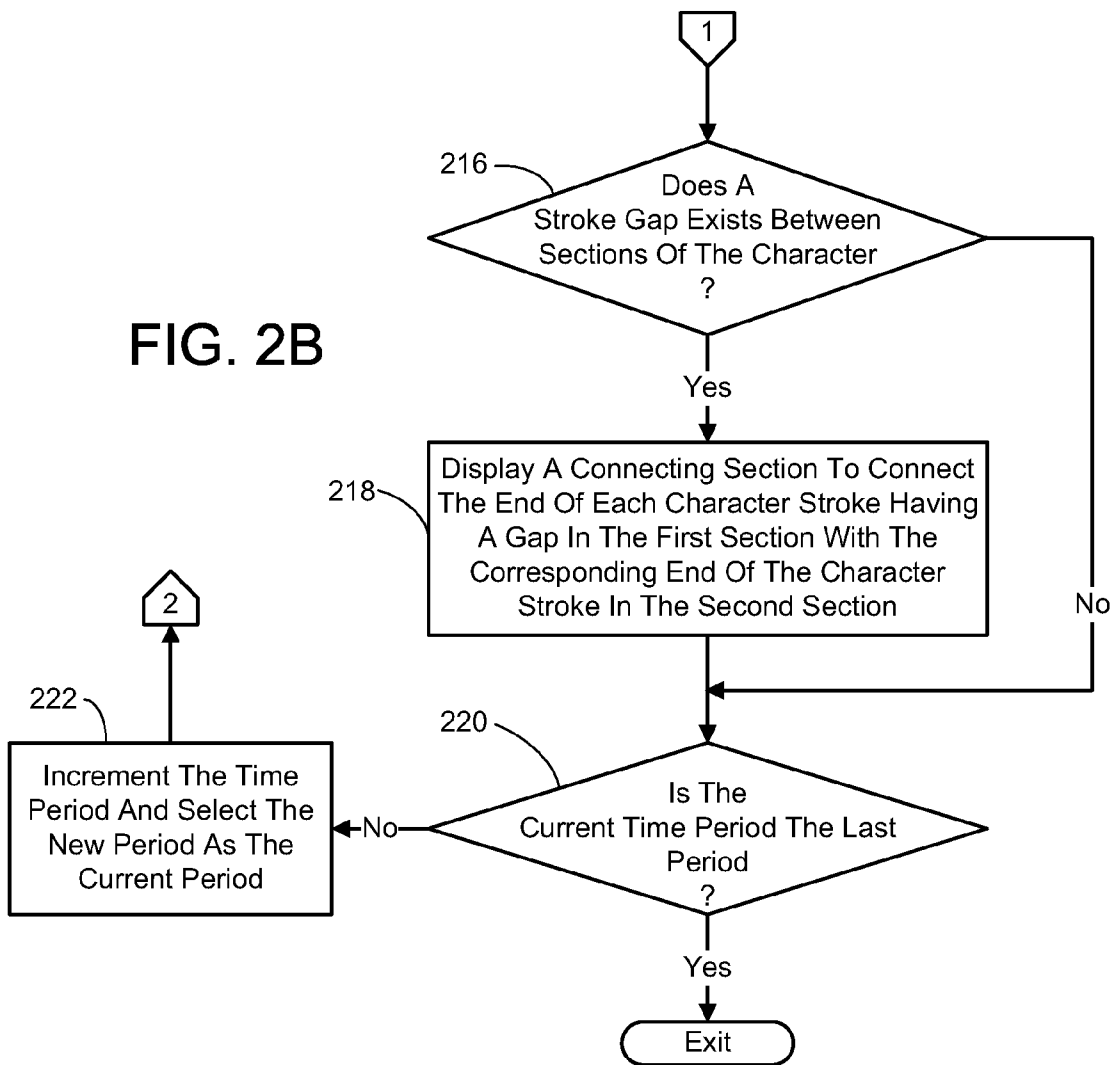 1
216
Does A
Stroke Gap Exists Between
Sections Of The Character
?
FIG. 2B
Yes
218
Display A Connecting Section To Connect
The End Of Each Character Stroke Having
A Gap In The First Section With The
Corresponding End Of The Character
Stroke In The Second Section
No
2
222
Increment The Time
Period And Select The
New Period As The
Current Period
No
220
Is The
Current Time Period The Last
Period
?
Yes
Exit